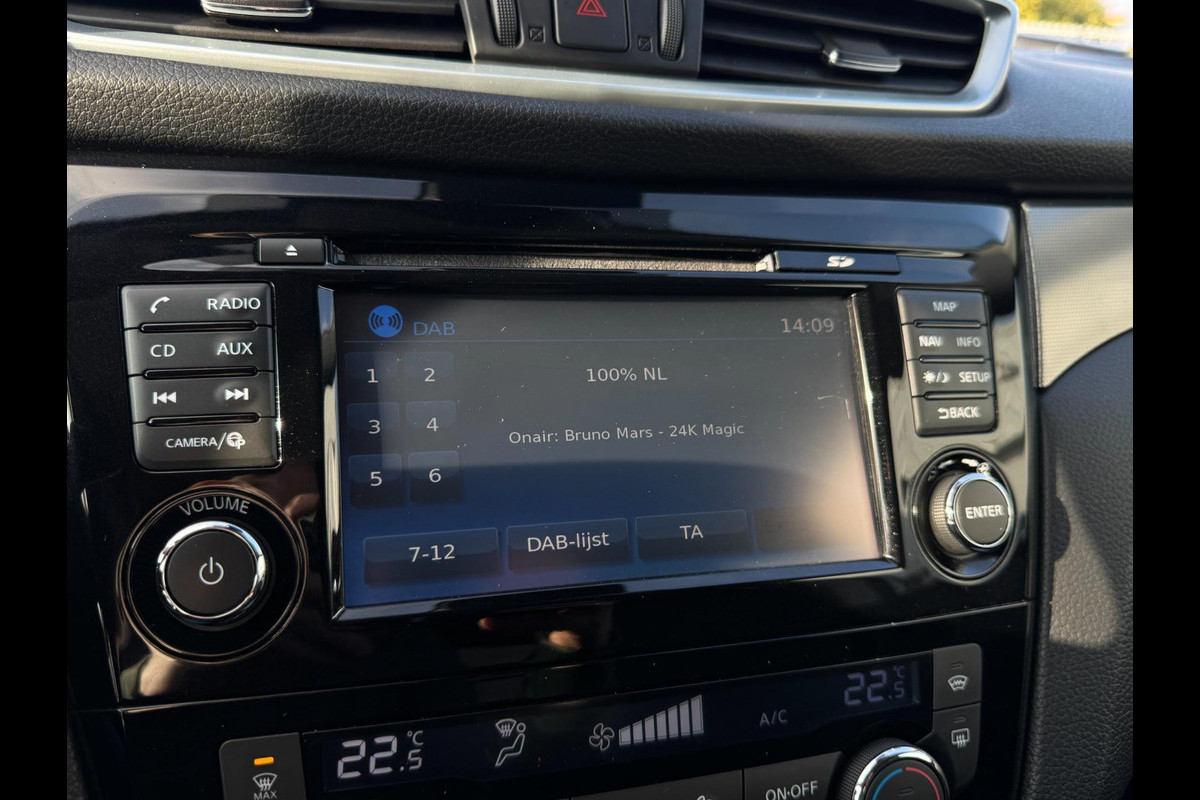 SD
RADIO
CD AUX
CAMERA/
VOLUME
DAB 14:09
1 2
100% NL
3 4
Onair: Bruno Mars - 24K Magic
5 6
7-12 DAB-lijst TA
MAP
NAV INFO
SETUP
BACK
ENTER
22.5°C
A/C
22.5°C
MAX
ON·OFF